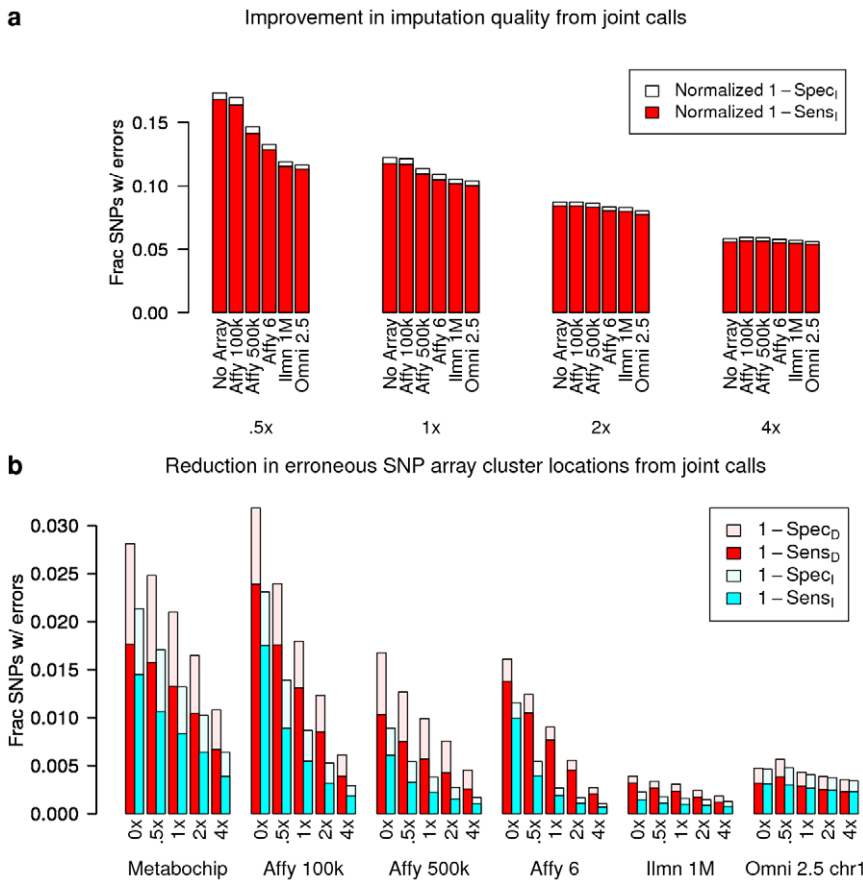 a
Improvement in imputation quality from joint calls
Normalized 1 − Spec_I
Normalized 1 − Sens_I
Frac SNPs w/ errors
0.15
0.10
0.05
0.00
No Array Affy 100k Affy 500k Affy 6 Ilmn 1M Omni 2.5 No Array Affy 100k Affy 500k Affy 6 Ilmn 1M Omni 2.5 No Array Affy 100k Affy 500k Affy 6 Ilmn 1M Omni 2.5 No Array Affy 100k Affy 500k Affy 6 Ilmn 1M Omni 2.5
.5x 1x 2x 4x
b
Reduction in erroneous SNP array cluster locations from joint calls
1 − Spec_D
1 − Sens_D
1 − Spec_I
1 − Sens_I
Frac SNPs w/ errors
0.030
0.025
0.020
0.015
0.010
0.005
0.000
0x .5x 1x 2x 4x 0x .5x 1x 2x 4x 0x .5x 1x 2x 4x 0x .5x 1x 2x 4x 0x .5x 1x 2x 4x 0x .5x 1x 2x 4x
Metabochip Affy 100k Affy 500k Affy 6 Ilmn 1M Omni 2.5 chr1